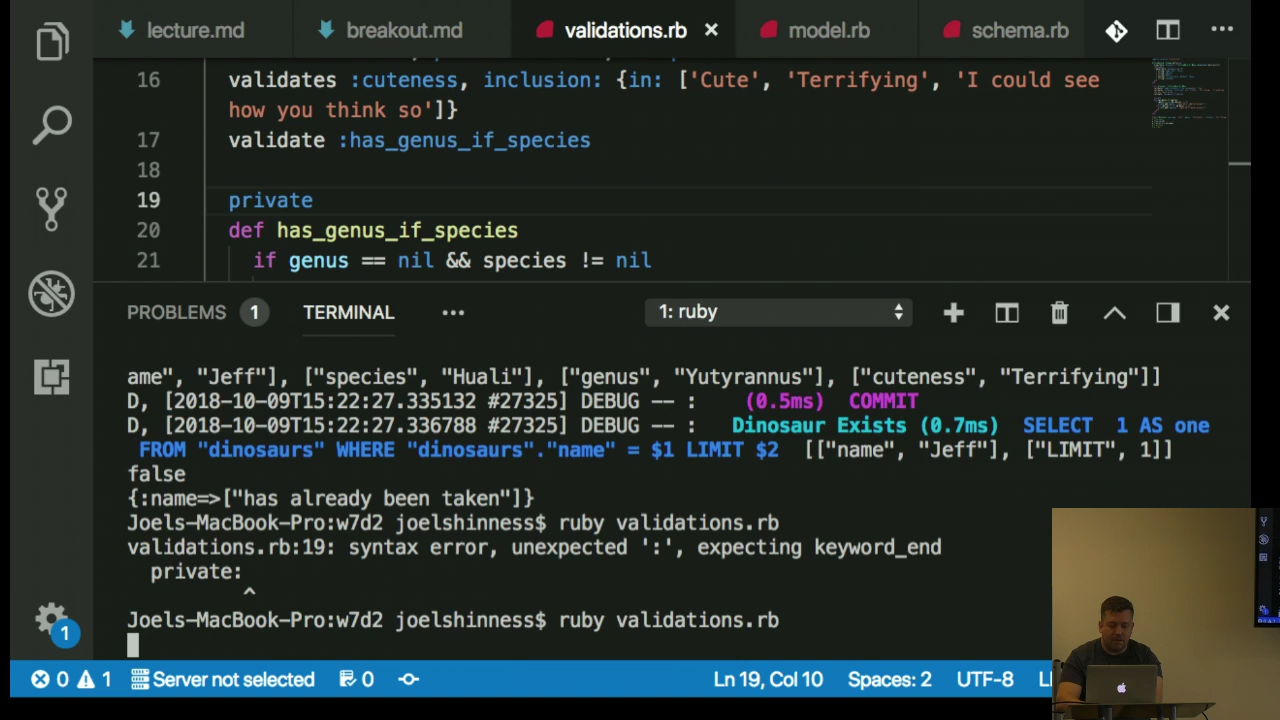 lecture.md
breakout.md
validations.rb
model.rb
schema.rb
16 validates :cuteness, inclusion: {in: ['Cute', 'Terrifying', 'I could see
how you think so']}
17 validate :has_genus_if_species
18
19 private
20 def has_genus_if_species
21 if genus == nil && species != nil
PROBLEMS 1 TERMINAL ••• 1: ruby
ame", "Jeff"], ["species", "Huali"], ["genus", "Yutyrannus"], ["cuteness", "Terrifying"]]
D, [2018-10-09T15:22:27.335132 #27325] DEBUG -- : (0.5ms) COMMIT
D, [2018-10-09T15:22:27.336788 #27325] DEBUG -- : Dinosaur Exists (0.7ms) SELECT 1 AS one
FROM "dinosaurs" WHERE "dinosaurs"."name" = $1 LIMIT $2 [["name", "Jeff"], ["LIMIT", 1]]
false
{:name=>["has already been taken"]}
Joels-MacBook-Pro:w7d2 joelshinness$ ruby validations.rb
validations.rb:19: syntax error, unexpected ':', expecting keyword_end
private:
^
Joels-MacBook-Pro:w7d2 joelshinness$ ruby validations.rb
1
0 1 Server not selected 0 Ln 19, Col 10 Spaces: 2 UTF-8